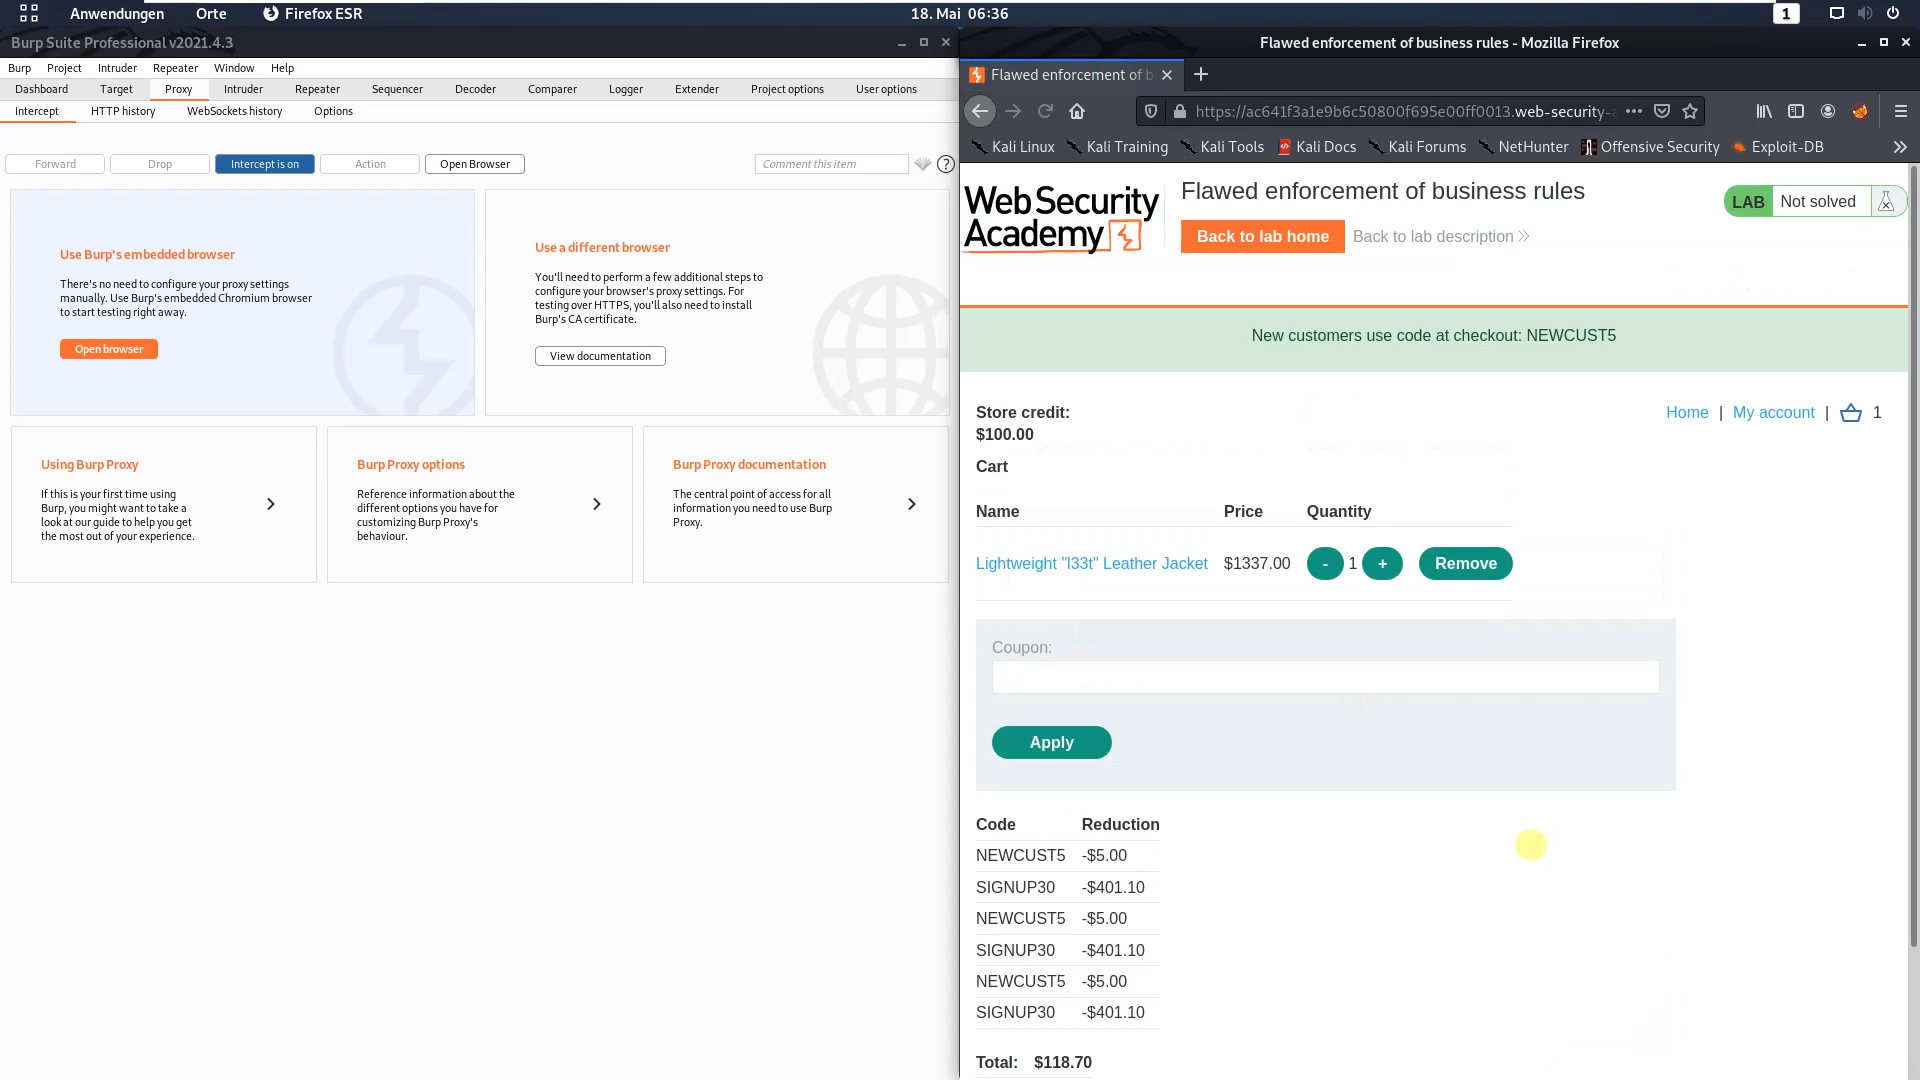 Anwendungen Orte Firefox ESR 18. Mai 06:36 1
Burp Suite Professional v2021.4.3
Burp Project Intruder Repeater Window Help
Dashboard Target Proxy Intruder Repeater Sequencer Decoder Comparer Logger Extender Project options User options
Intercept HTTP history WebSockets history Options
Forward Drop Intercept is on Action Open Browser Comment this item ?
Use Burp's embedded browser
There's no need to configure your proxy settings
manually. Use Burp's embedded Chromium browser
to start testing right away.
Open browser
Use a different browser
You'll need to perform a few additional steps to
configure your browser's proxy settings. For
testing over HTTPS, you'll also need to install
Burp's CA certificate.
View documentation
Using Burp Proxy
If this is your first time using
Burp, you might want to take a
look at our guide to help you get
the most out of your experience.
Burp Proxy options
Reference information about the
different options you have for
customizing Burp Proxy's
behaviour.
Burp Proxy documentation
The central point of access for all
information you need to use Burp
Proxy.
Flawed enforcement of business rules - Mozilla Firefox
Flawed enforcement of b
https://ac641f3a1e9b6c50800f695e00ff0013.web-security-a
Kali Linux Kali Training Kali Tools Kali Docs Kali Forums NetHunter Offensive Security Exploit-DB
Web Security
Academy
Flawed enforcement of business rules
Back to lab home Back to lab description
LAB Not solved
New customers use code at checkout: NEWCUST5
Store credit:
$100.00
Home | My account | 1
Cart
Name Price Quantity
Lightweight "l33t" Leather Jacket $1337.00 - 1 + Remove
Coupon:
Apply
Code Reduction
NEWCUST5 -$5.00
SIGNUP30 -$401.10
NEWCUST5 -$5.00
SIGNUP30 -$401.10
NEWCUST5 -$5.00
SIGNUP30 -$401.10
Total: $118.70